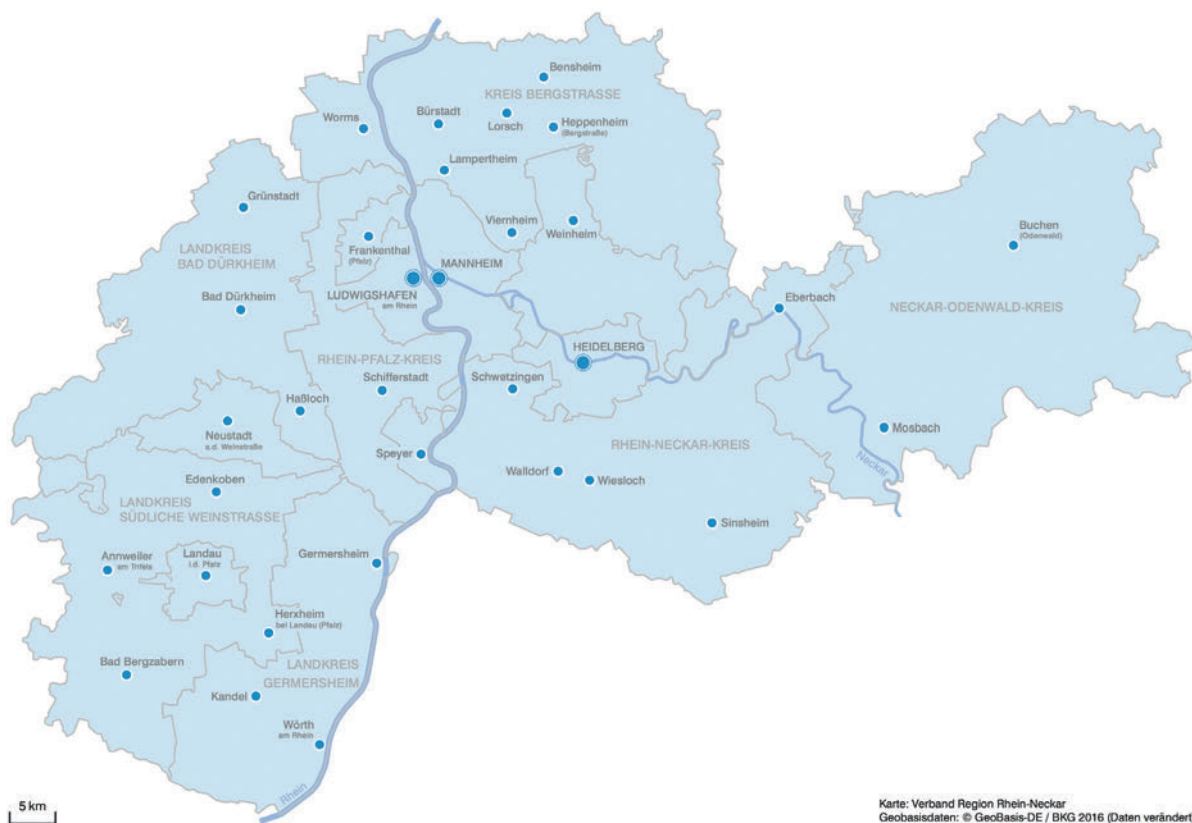 Bensheim
KREIS BERGSTRASSE
Worms
Bürstadt
Lorsch
Heppenheim
(Bergstraße)
Lampertheim
Grünstadt
Viernheim
Weinheim
Buchen
(Odenwald)
LANDKREIS
BAD DÜRKHEIM
Frankenthal
(Pfalz)
MANNHEIM
LUDWIGSHAFEN
am Rhein
Bad Dürkheim
Eberbach
NECKAR-ODENWALD-KREIS
HEIDELBERG
RHEIN-PFALZ-KREIS
Schifferstadt
Schwetzingen
Haßloch
Neustadt
a.d. Weinstraße
Mosbach
RHEIN-NECKAR-KREIS
Speyer
Neckar
Walldorf
Wiesloch
Edenkoben
LANDKREIS
SÜDLICHE WEINSTRASSE
Sinsheim
Annweiler
am Trifels
Landau
i.d. Pfalz
Germersheim
Herxheim
bei Landau (Pfalz)
Bad Bergzabern
LANDKREIS
GERMERSHEIM
Kandel
Wörth
am Rhein
Rhein
5 km
Karte: Verband Region Rhein-Neckar
Geobasisdaten: © GeoBasis-DE / BKG 2016 (Daten verändert